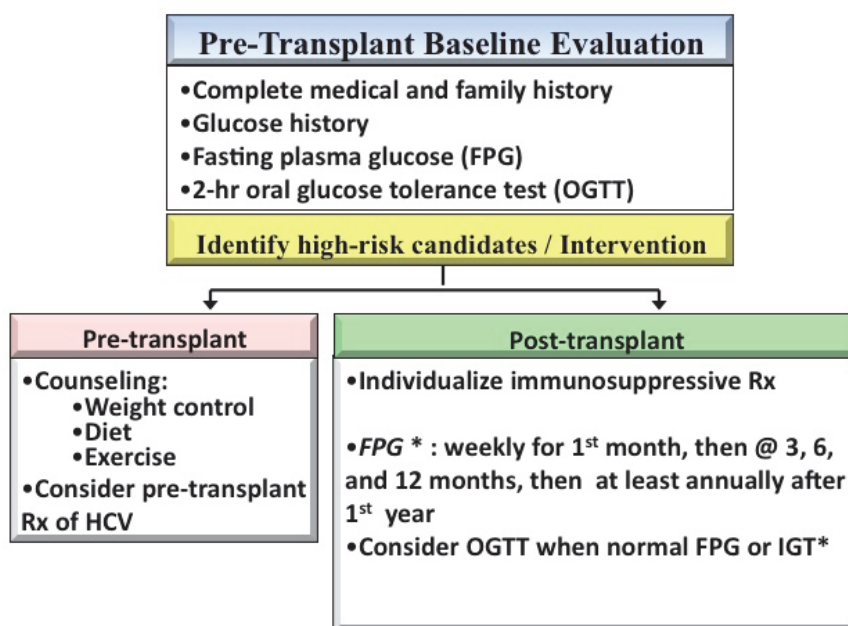 Pre-Transplant Baseline Evaluation
•Complete medical and family history
•Glucose history
•Fasting plasma glucose (FPG)
•2-hr oral glucose tolerance test (OGTT)
Identify high-risk candidates / Intervention
Pre-transplant
•Counseling:
•Weight control
•Diet
•Exercise
•Consider pre-transplant
Rx of HCV
Post-transplant
•Individualize immunosuppressive Rx
•FPG * : weekly for 1st month, then @ 3, 6,
and 12 months, then at least annually after
1st year
•Consider OGTT when normal FPG or IGT*